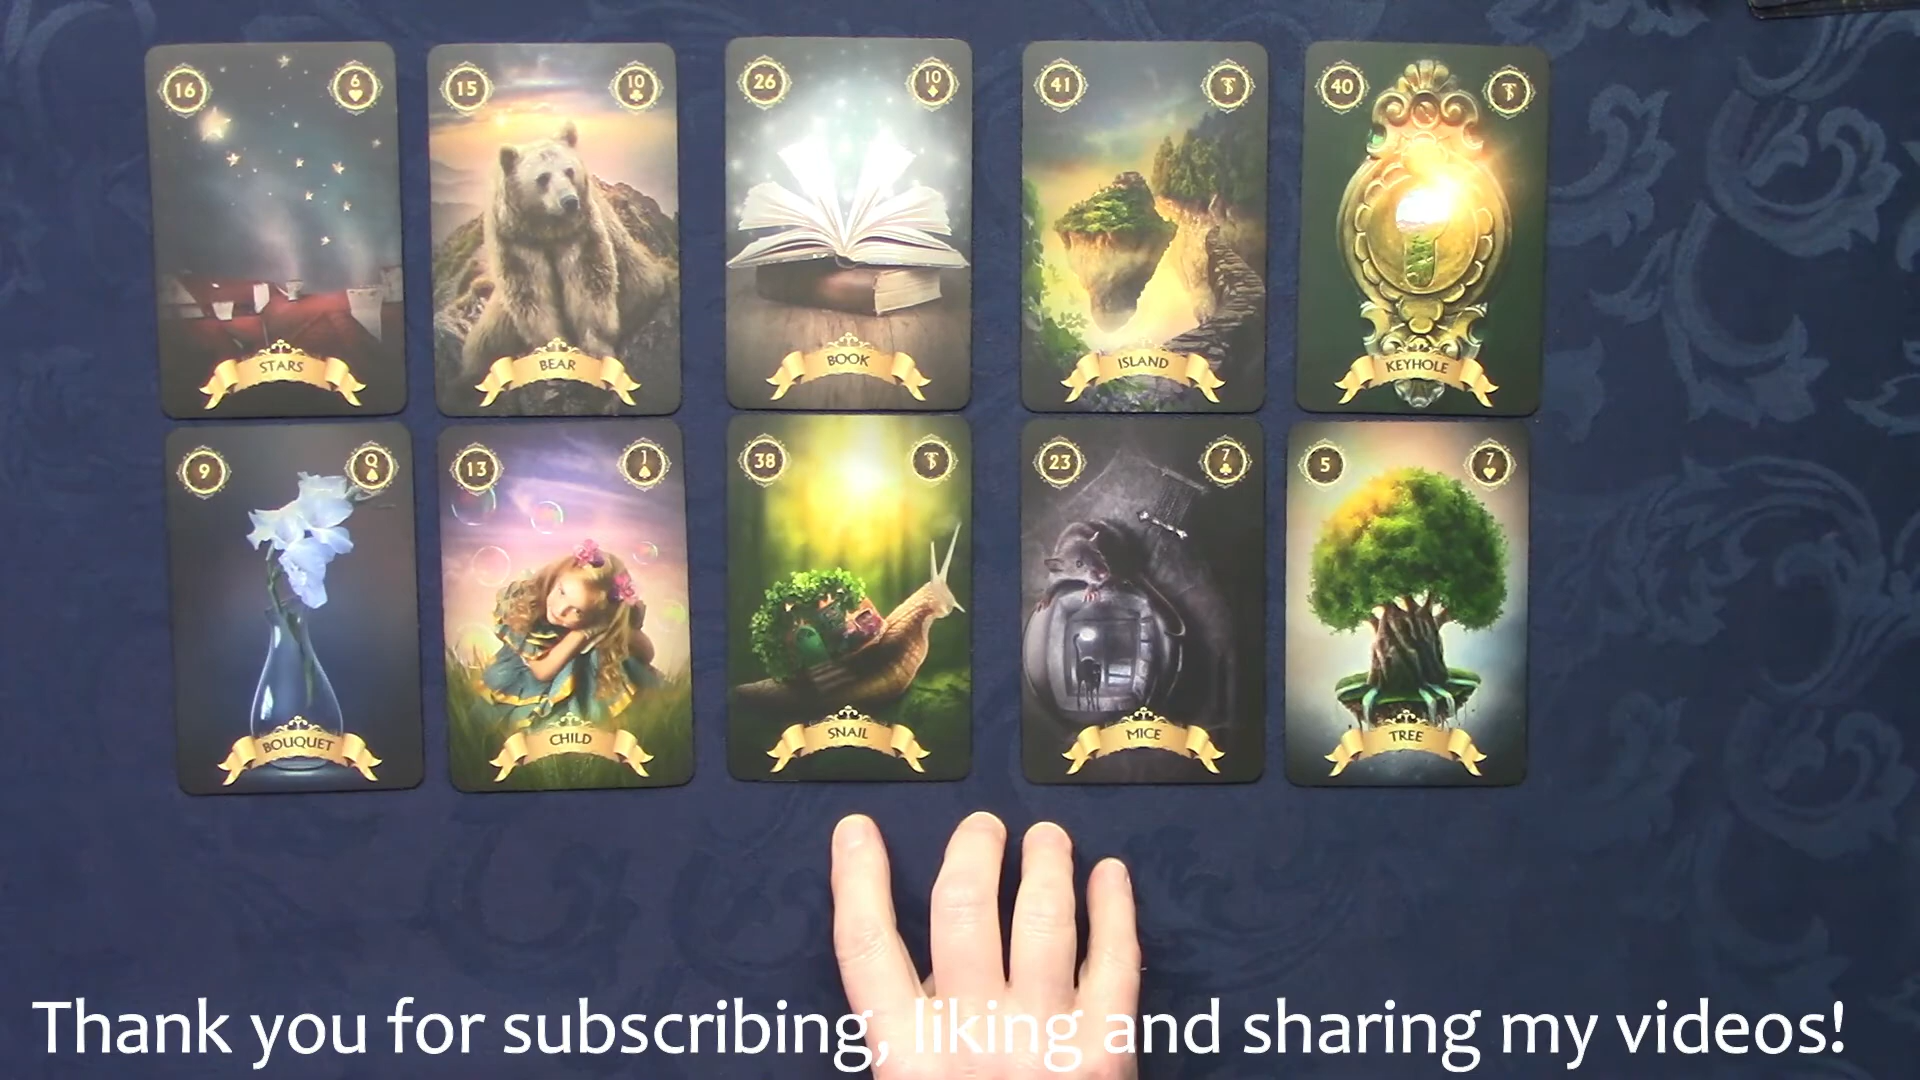 16 6
STARS
15 10
BEAR
26 10
BOOK
41
ISLAND
40
KEYHOLE
9 Q
BOUQUET
13 J
CHILD
38
SNAIL
23 7
MICE
5 7
TREE
Thank you for subscribing, liking and sharing my videos!